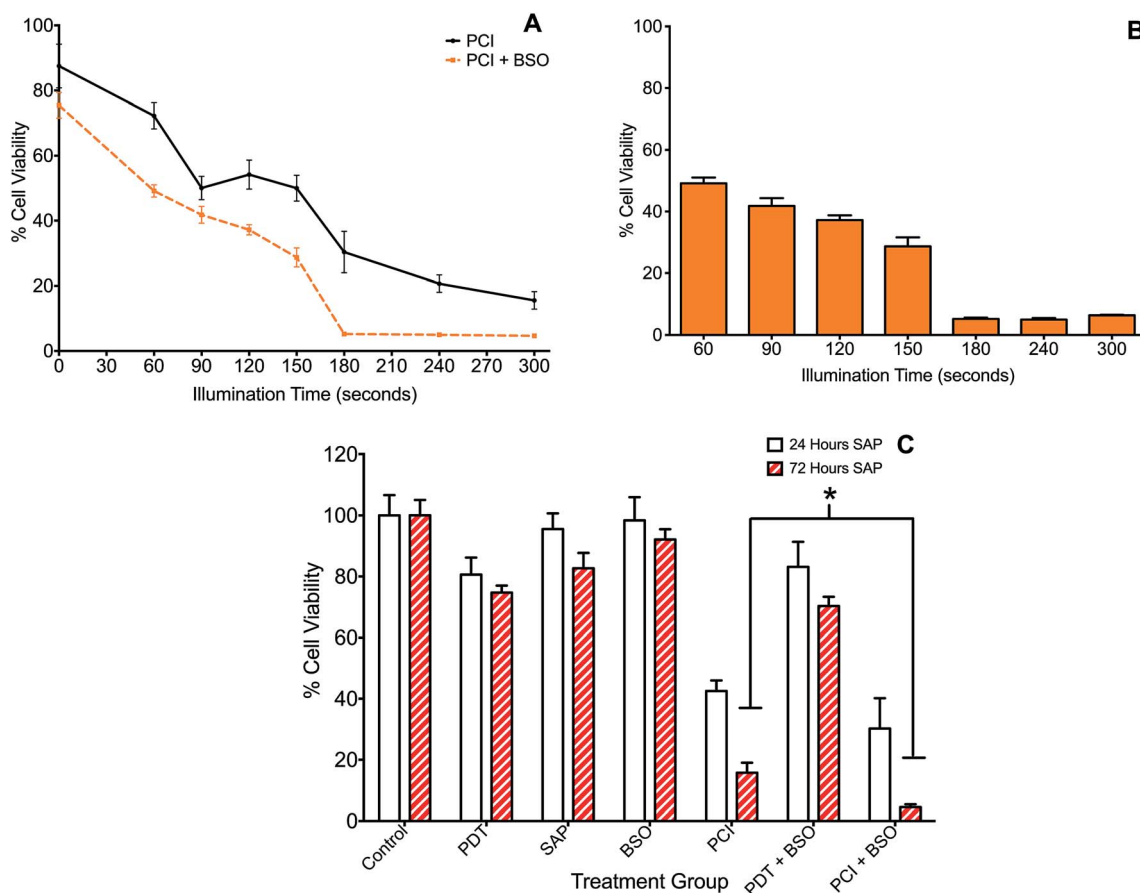 A
PCI
PCI + BSO
% Cell Viability
100
80
60
40
20
0
0 60 90 120 150 180 210 240 270 300
Illumination Time (seconds)
B
% Cell Viability
100
80
60
40
20
0
60 90 120 150 180 240 300
Illumination Time (seconds)
24 Hours SAP
72 Hours SAP
C
*
% Cell Viability
120
100
80
60
40
20
0
Control PDT SAP BSO PCI PDT + BSO PCI + BSO
Treatment Group